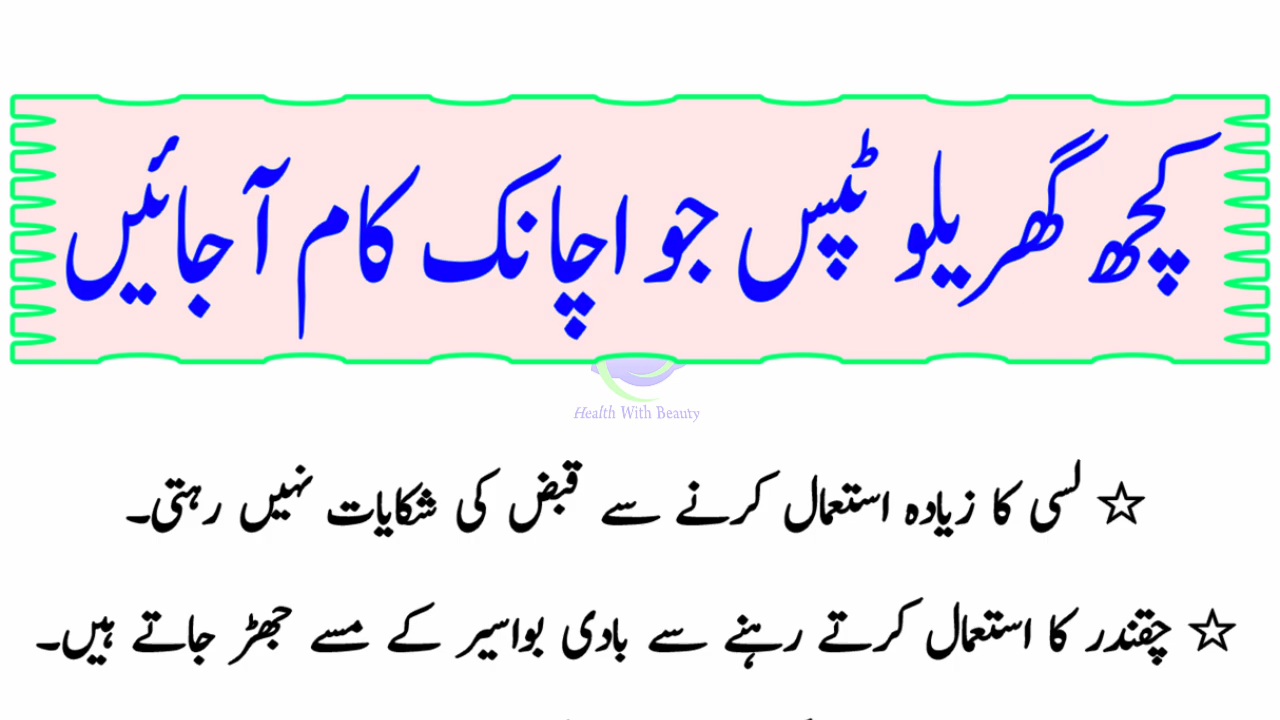 کچھ گھریلو ٹپس جو اچانک کام آجائیں
Health With Beauty
☆ لسی کا زیادہ استعمال کرنے سے قبض کی شکایات نہیں رہتی۔
☆ چقندر کا استعمال کرتے رہنے سے بادی بواسیر کے مسے جھڑ جاتے ہیں۔